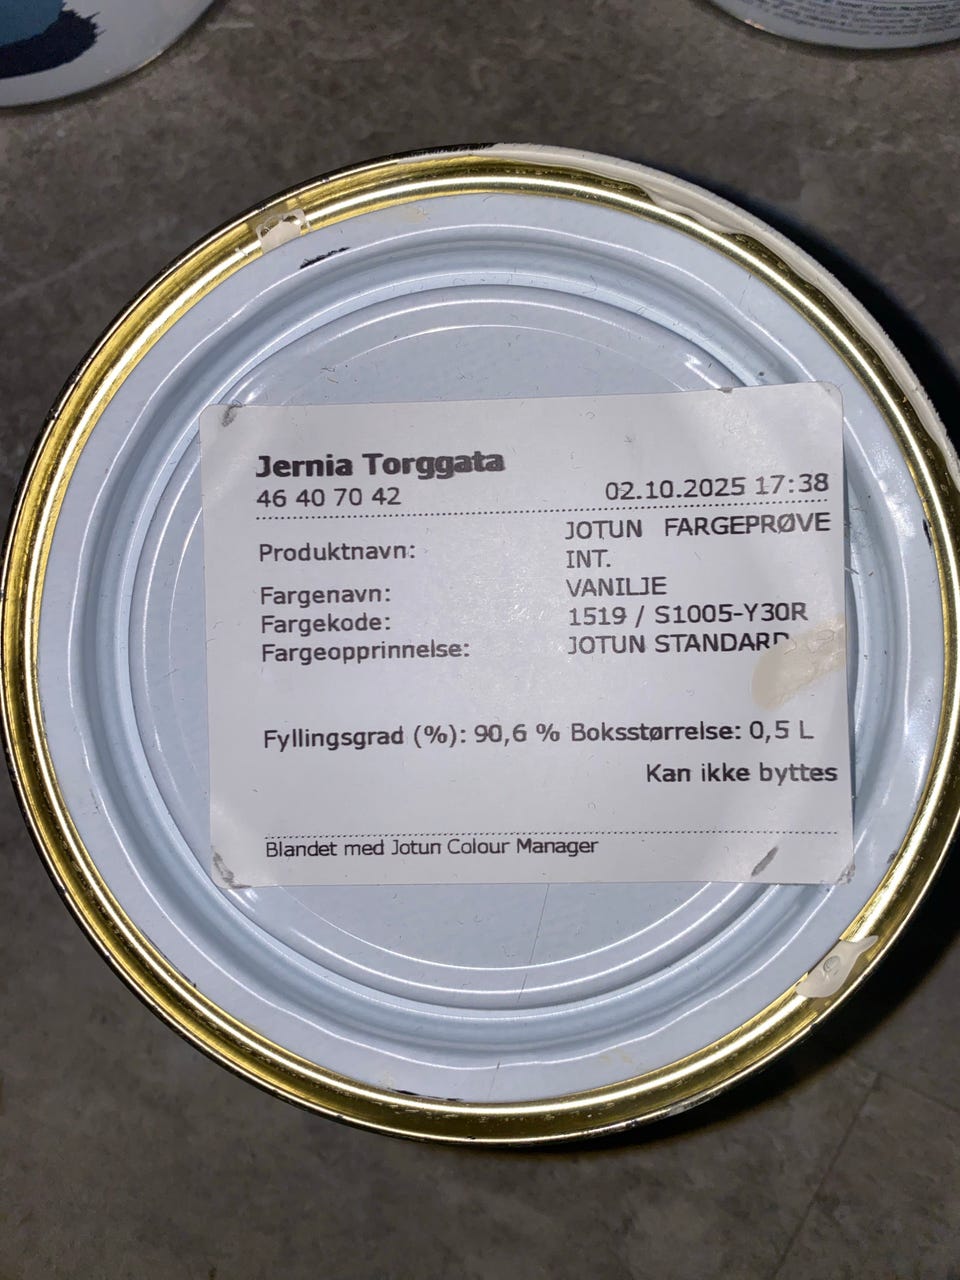 Jernia Torggata
46 40 70 42 02.10.2025 17:38
Produktnavn: JOTUN FARGEPRØVE
INT.
Fargenavn: VANILJE
Fargekode: 1519 / S1005-Y30R
Fargeopprinnelse: JOTUN STANDARD
Fyllingsgrad (%): 90,6 % Boksstørrelse: 0,5 L
Kan ikke byttes
Blandet med Jotun Colour Manager